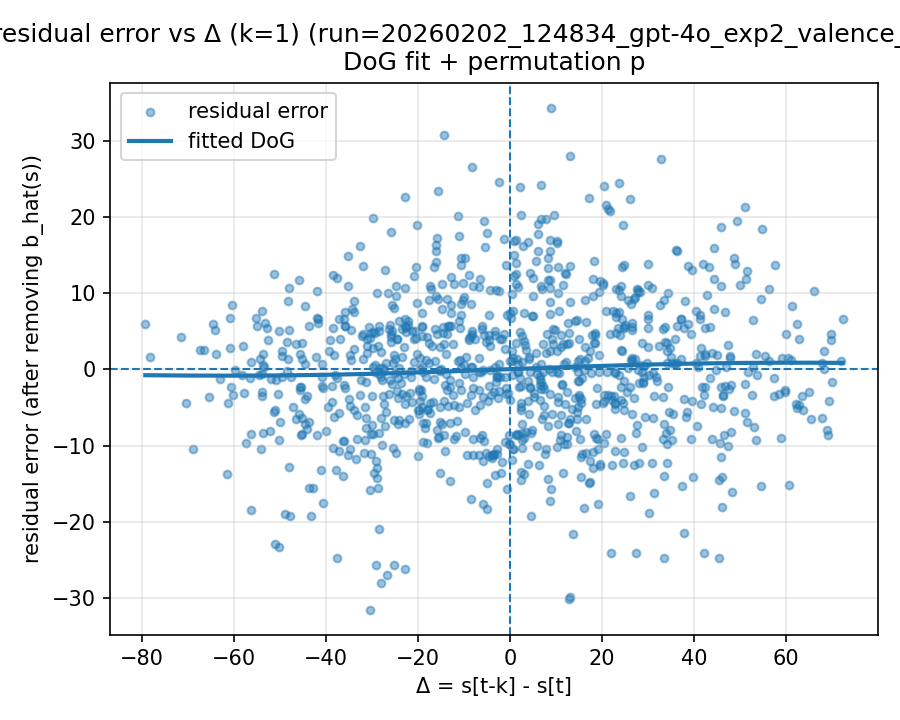 residual error vs Δ (k=1) (run=20260202_124834_gpt-4o_exp2_valence_
DoG fit + permutation p
residual error
fitted DoG
residual error (after removing b_hat(s))
30
20
10
0
−10
−20
−30
−80 −60 −40 −20 0 20 40 60
Δ = s[t-k] - s[t]